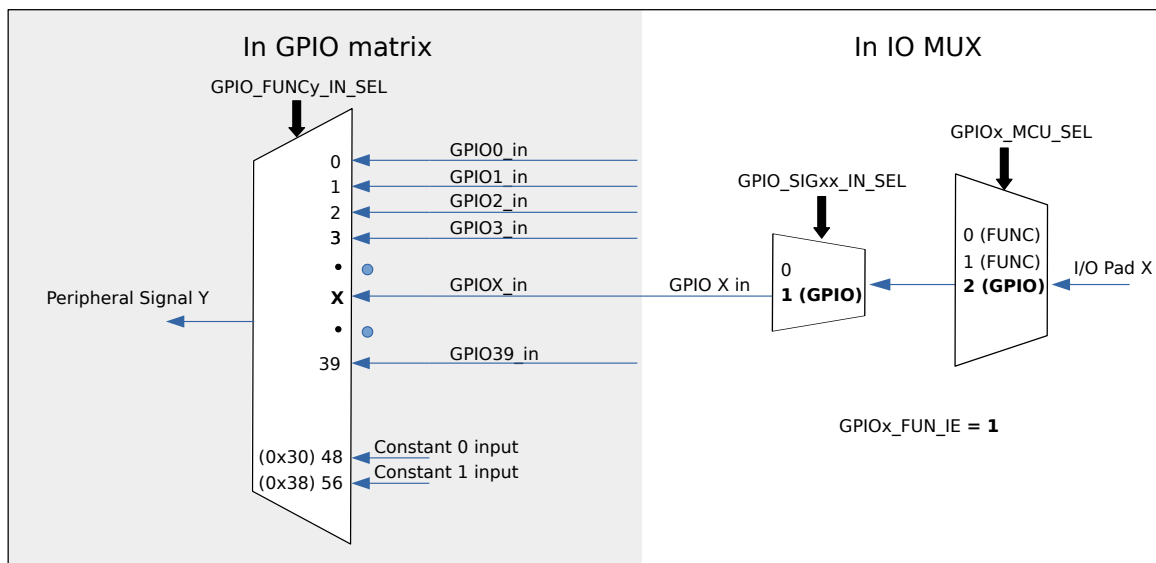 In GPIO matrix
In IO MUX
GPIO_FUNCy_IN_SEL
GPIOx_MCU_SEL
GPIO_SIGxx_IN_SEL
0
GPIO0_in
1
GPIO1_in
2
GPIO2_in
3
GPIO3_in
X
GPIOX_in
GPIO X in
39
GPIO39_in
(0x30) 48
Constant 0 input
(0x38) 56
Constant 1 input
Peripheral Signal Y
0
1 (GPIO)
0 (FUNC)
1 (FUNC)
2 (GPIO)
I/O Pad X
GPIOx_FUN_IE = 1